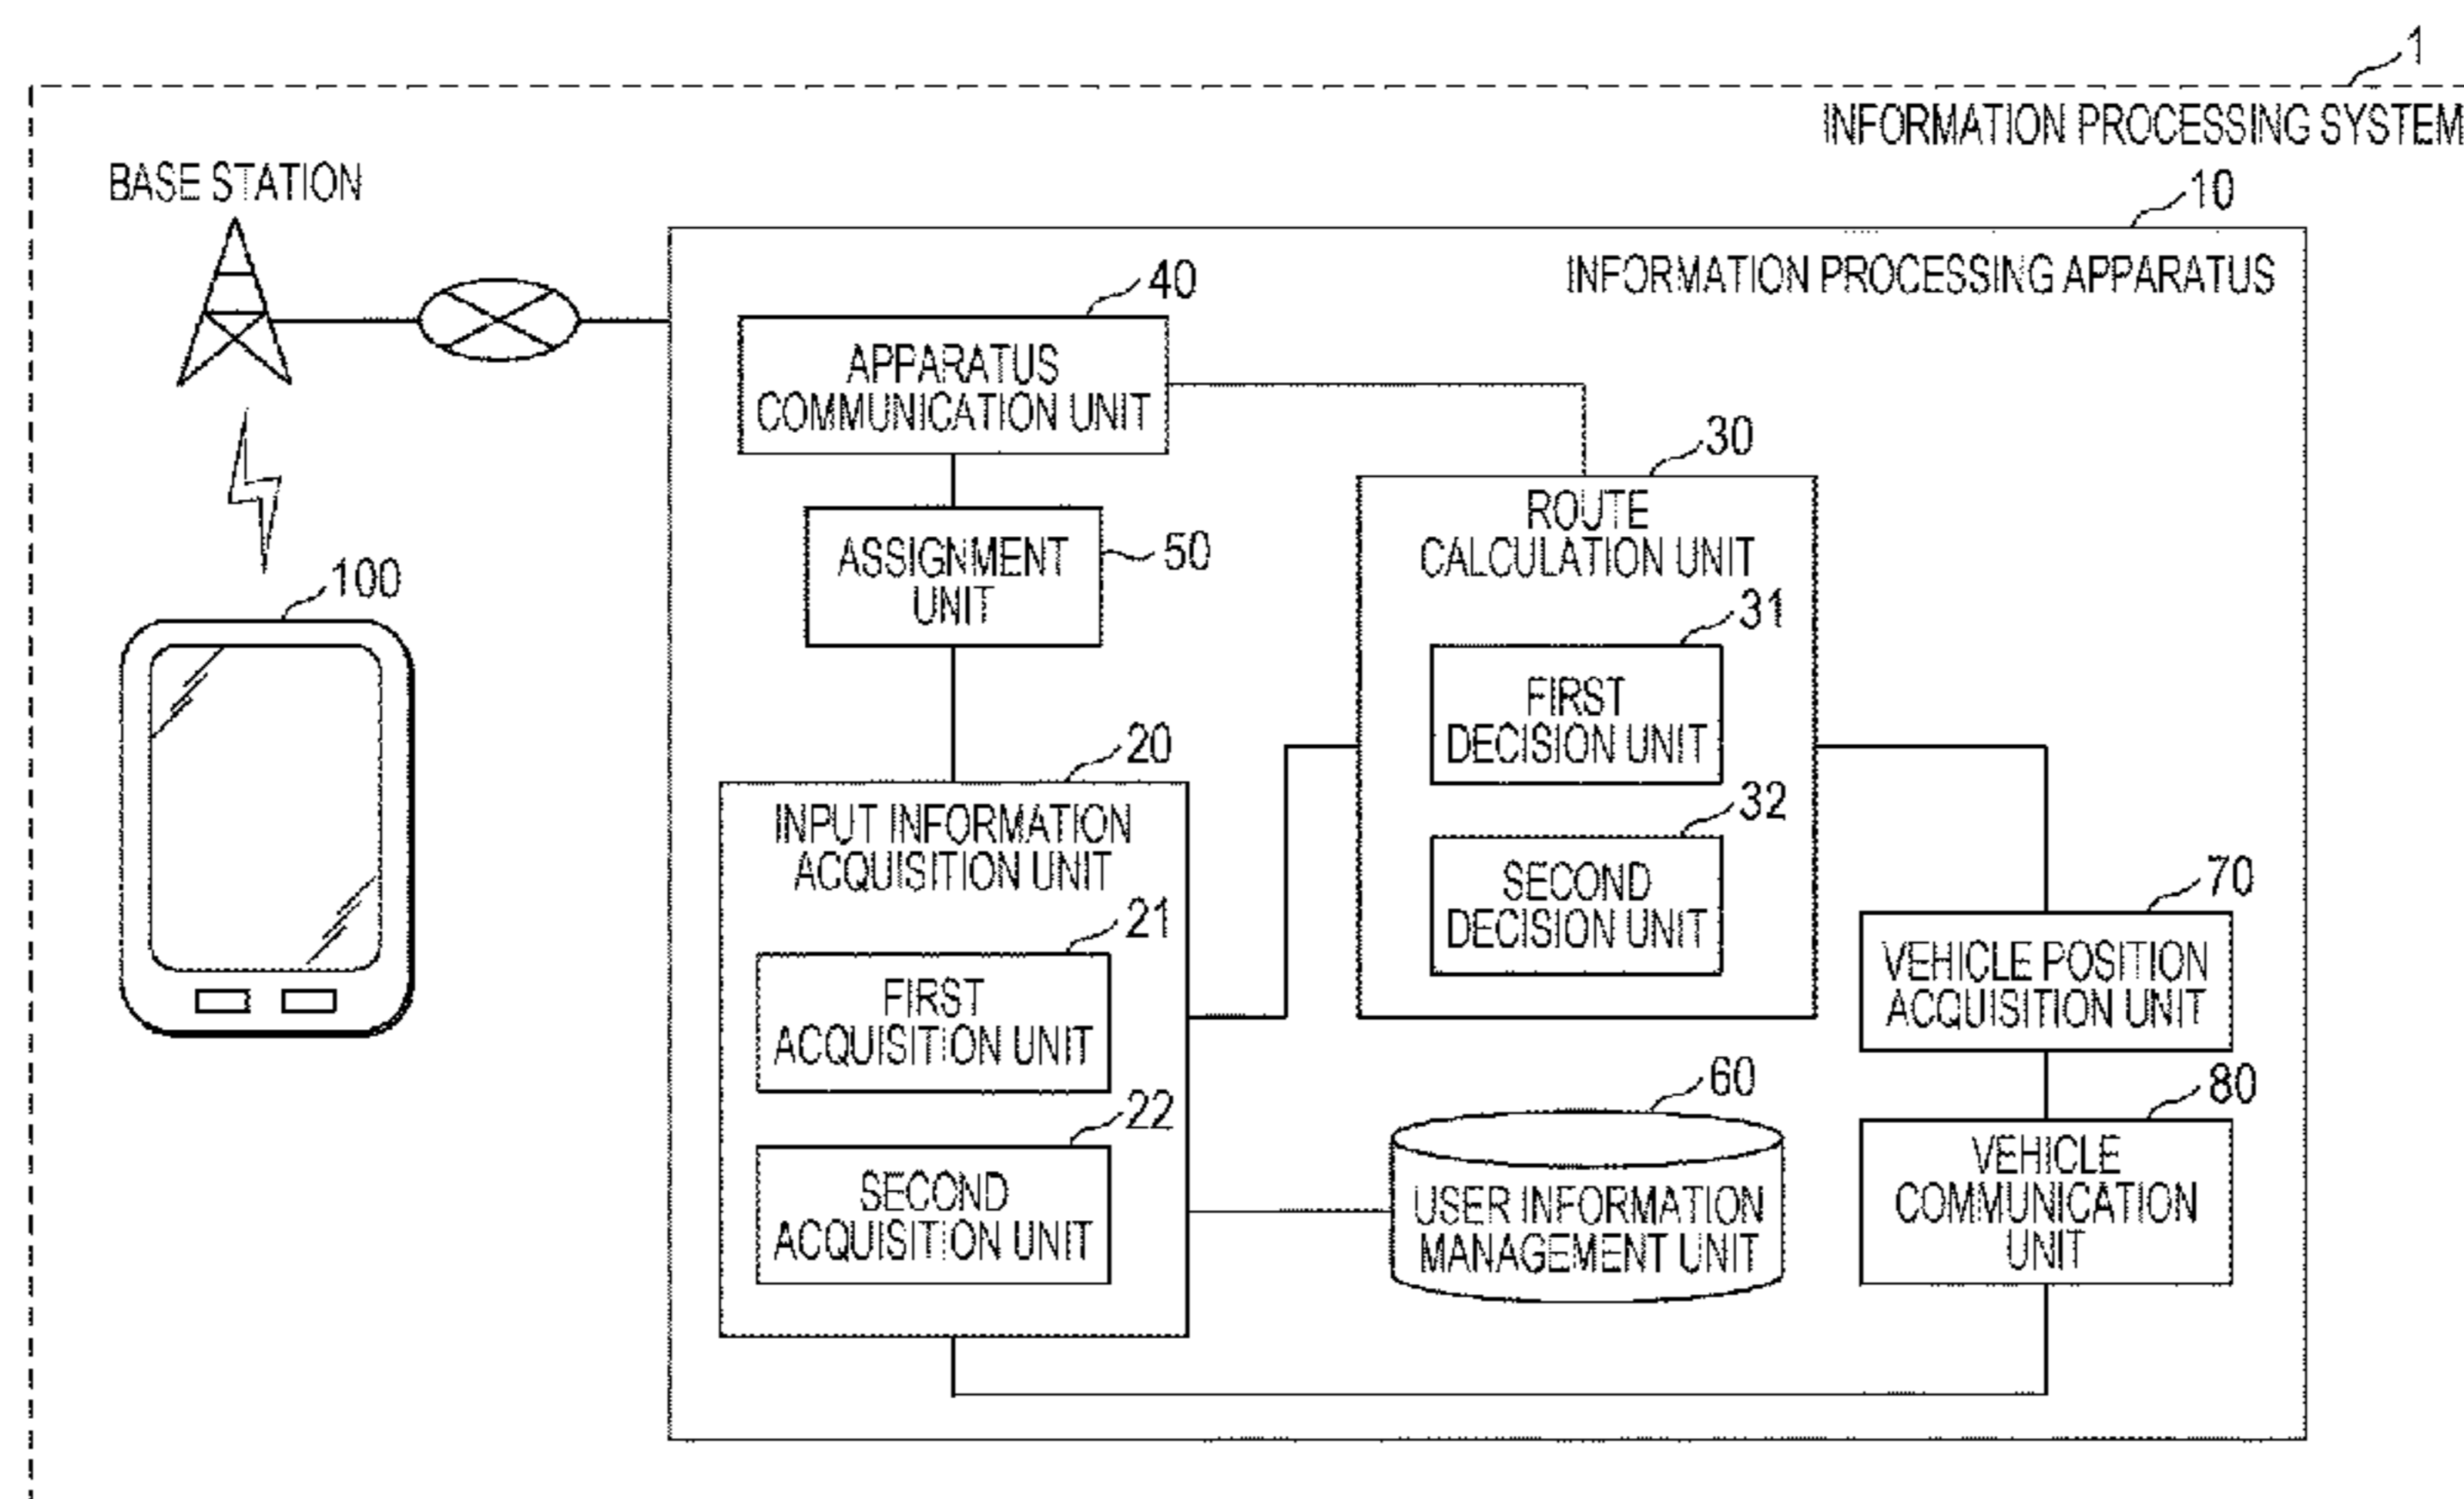 1
INFORMATION PROCESSING SYSTEM
BASE STATION
10
INFORMATION PROCESSING APPARATUS
40
APPARATUS
COMMUNICATION UNIT
30
ROUTE
CALCULATION UNIT
50
ASSIGNMENT
UNIT
100
31
FIRST
DECISION UNIT
20
INPUT INFORMATION
ACQUISITION UNIT
32
SECOND
DECISION UNIT
21
FIRST
ACQUISITION UNIT
70
VEHICLE POSITION
ACQUISITION UNIT
22
SECOND
ACQUISITION UNIT
60
USER INFORMATION
MANAGEMENT UNIT
80
VEHICLE
COMMUNICATION
UNIT